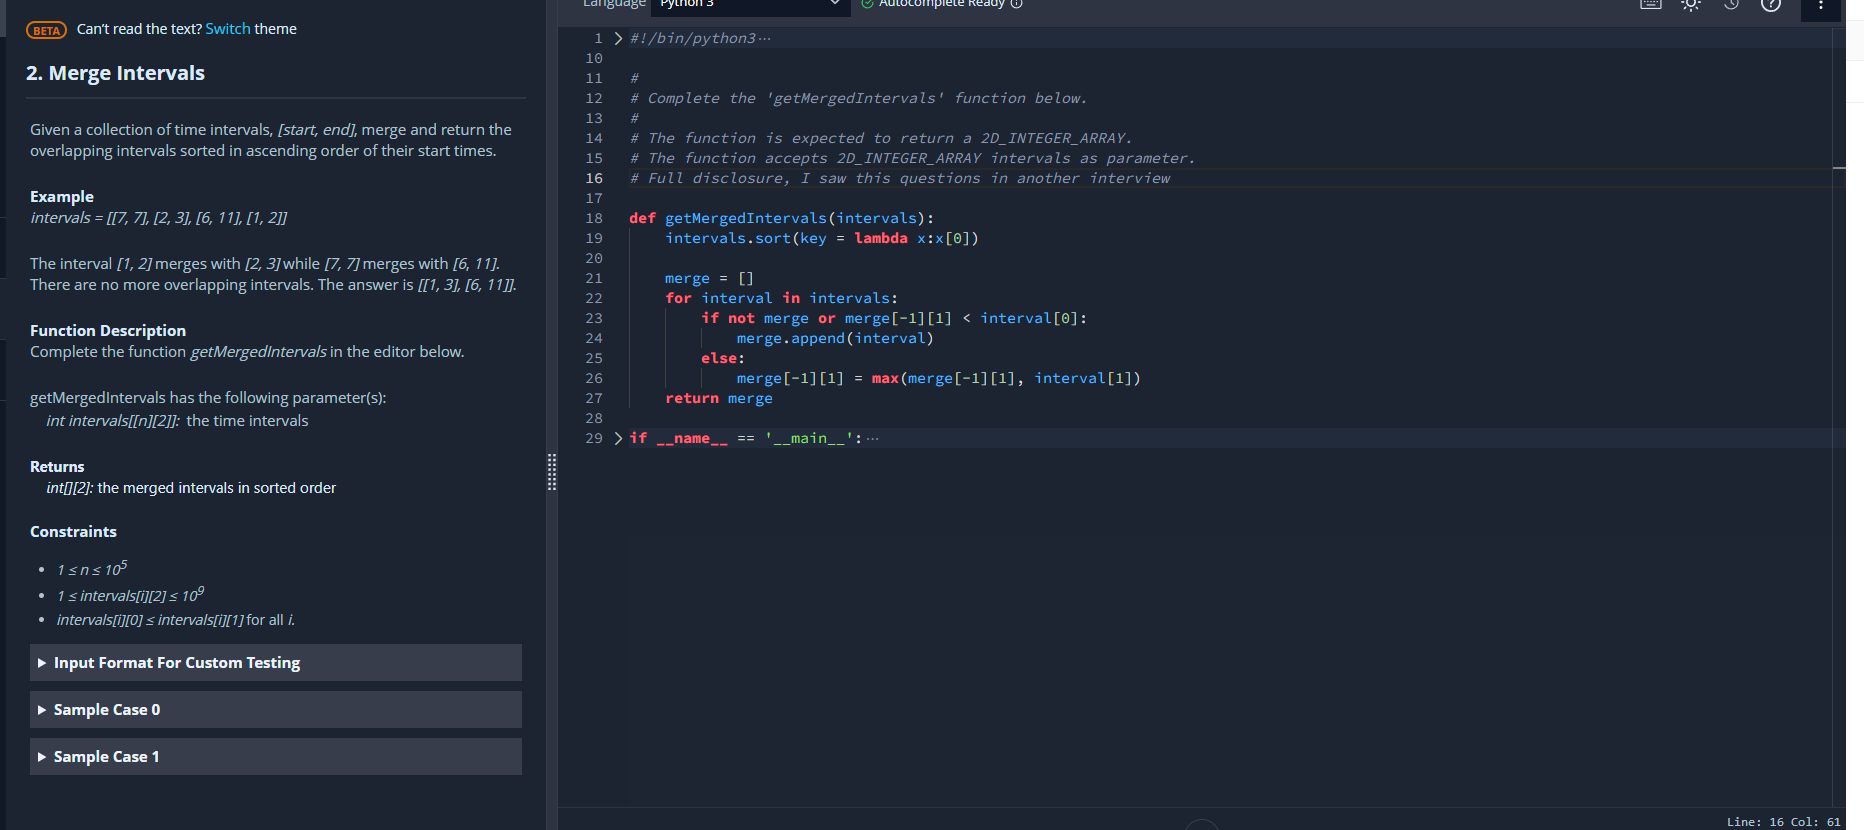 BETA Can't read the text? Switch theme
2. Merge Intervals
Given a collection of time intervals, [start, end], merge and return the
overlapping intervals sorted in ascending order of their start times.
Example
intervals = [[7, 7], [2, 3], [6, 11], [1, 2]]
The interval [1, 2] merges with [2, 3] while [7, 7] merges with [6, 11].
There are no more overlapping intervals. The answer is [[1, 3], [6, 11]].
Function Description
Complete the function getMergedIntervals in the editor below.
getMergedIntervals has the following parameter(s):
int intervals[[n][2]]: the time intervals
Returns
int[][2]: the merged intervals in sorted order
Constraints
• 1 ≤ n ≤ 10^5
• 1 ≤ intervals[i][2] ≤ 10^9
• intervals[i][0] ≤ intervals[i][1] for all i.
Input Format For Custom Testing
Sample Case 0
Sample Case 1
Language Python 3 Autocomplete Ready
1 #!/bin/python3…
10
11 #
12 # Complete the 'getMergedIntervals' function below.
13 #
14 # The function is expected to return a 2D_INTEGER_ARRAY.
15 # The function accepts 2D_INTEGER_ARRAY intervals as parameter.
16 # Full disclosure, I saw this questions in another interview
17
18 def getMergedIntervals(intervals):
19     intervals.sort(key = lambda x:x[0])
20
21     merge = []
22     for interval in intervals:
23         if not merge or merge[-1][1] < interval[0]:
24             merge.append(interval)
25         else:
26             merge[-1][1] = max(merge[-1][1], interval[1])
27     return merge
28
29 if __name__ == '__main__':…
Line: 16 Col: 61